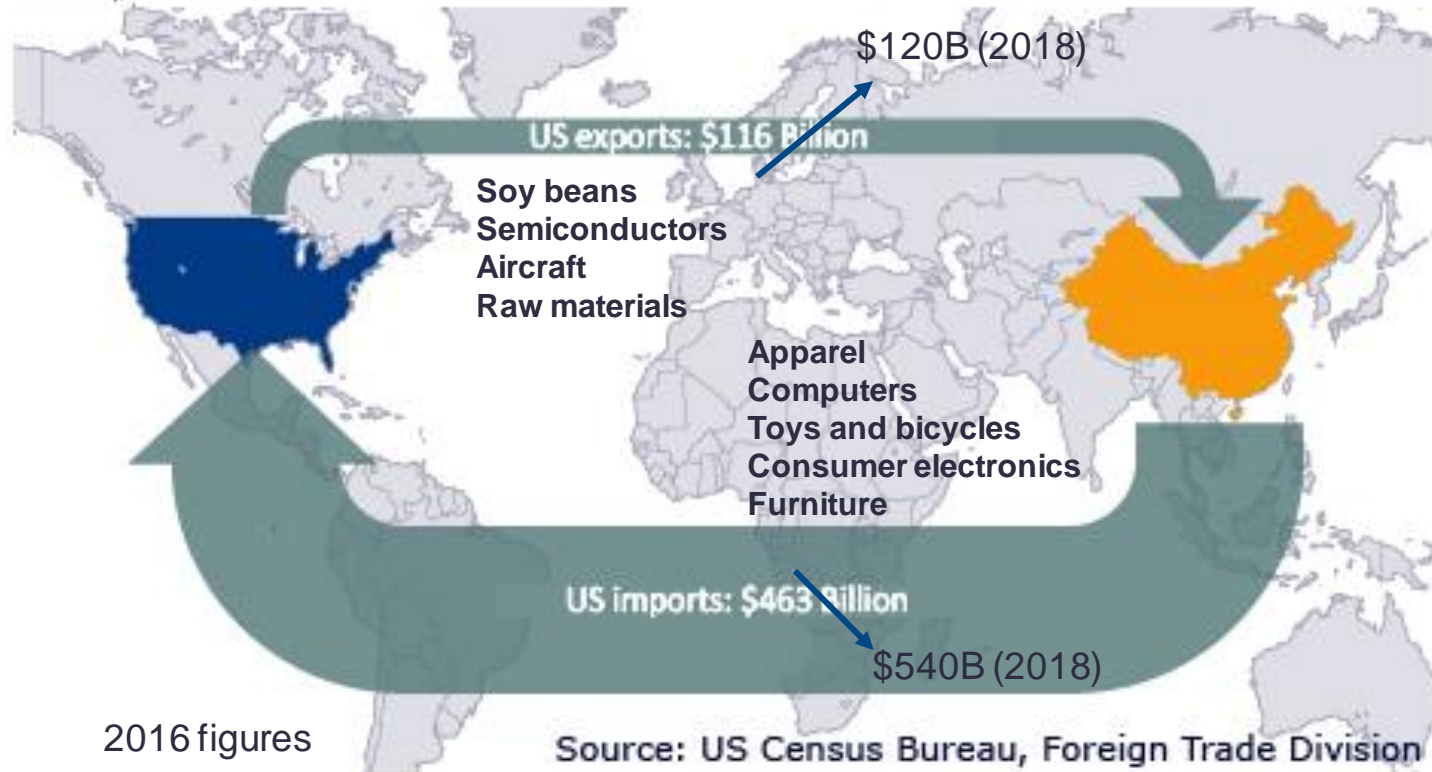 $120B (2018)
US exports: $116 Billion
Soy beans
Semiconductors
Aircraft
Raw materials
Apparel
Computers
Toys and bicycles
Consumer electronics
Furniture
US imports: $463 Billion
$540B (2018)
2016 figures
Source: US Census Bureau, Foreign Trade Division